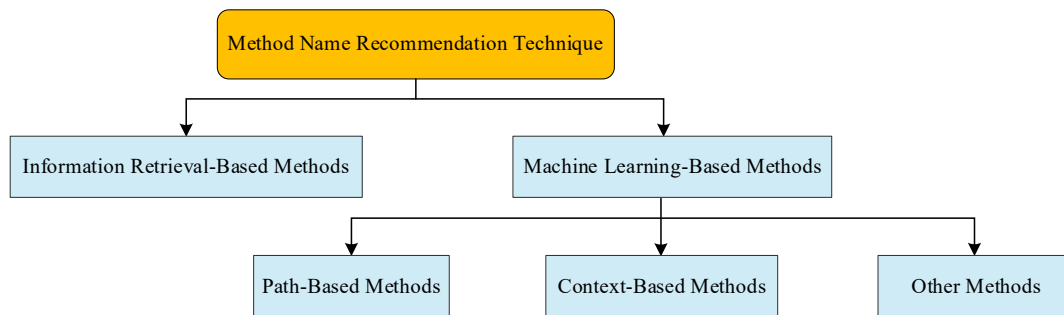 Method Name Recommendation Technique
Information Retrieval-Based Methods
Machine Learning-Based Methods
Path-Based Methods
Context-Based Methods
Other Methods